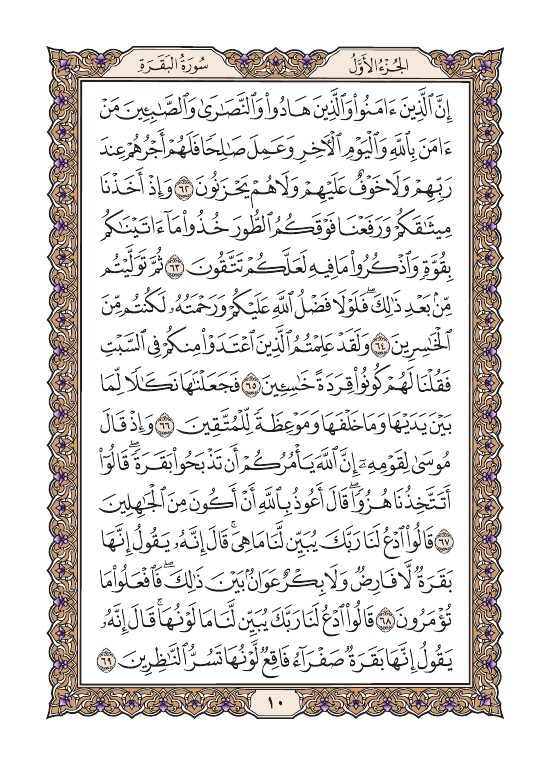 الجُزْءُ الأَوَّلُ
سُورَةُ البَقَرَةِ
إِنَّ ٱلَّذِينَ ءَامَنُوا۟ وَٱلَّذِينَ هَادُوا۟ وَٱلنَّصَٰرَىٰ وَٱلصَّٰبِـِٔينَ مَنْ
ءَامَنَ بِٱللَّهِ وَٱلْيَوْمِ ٱلْءَاخِرِ وَعَمِلَ صَٰلِحًا فَلَهُمْ أَجْرُهُمْ عِندَ
رَبِّهِمْ وَلَا خَوْفٌ عَلَيْهِمْ وَلَا هُمْ يَحْزَنُونَ ٦٢ وَإِذْ أَخَذْنَا
مِيثَٰقَكُمْ وَرَفَعْنَا فَوْقَكُمُ ٱلطُّورَ خُذُوا۟ مَآ ءَاتَيْنَٰكُم
بِقُوَّةٍ وَٱذْكُرُوا۟ مَا فِيهِ لَعَلَّكُمْ تَتَّقُونَ ٦٣ ثُمَّ تَوَلَّيْتُم
مِّنۢ بَعْدِ ذَٰلِكَ ۖ فَلَوْلَا فَضْلُ ٱللَّهِ عَلَيْكُمْ وَرَحْمَتُهُۥ لَكُنتُم مِّنَ
ٱلْخَٰسِرِينَ ٦٤ وَلَقَدْ عَلِمْتُمُ ٱلَّذِينَ ٱعْتَدَوْا۟ مِنكُمْ فِى ٱلسَّبْتِ
فَقُلْنَا لَهُمْ كُونُوا۟ قِرَدَةً خَٰسِـِٔينَ ٦٥ فَجَعَلْنَٰهَا نَكَٰلًا لِّمَا
بَيْنَ يَدَيْهَا وَمَا خَلْفَهَا وَمَوْعِظَةً لِّلْمُتَّقِينَ ٦٦ وَإِذْ قَالَ
مُوسَىٰ لِقَوْمِهِۦٓ إِنَّ ٱللَّهَ يَأْمُرُكُمْ أَن تَذْبَحُوا۟ بَقَرَةً ۖ قَالُوٓا۟
أَتَتَّخِذُنَا هُزُوًا ۖ قَالَ أَعُوذُ بِٱللَّهِ أَنْ أَكُونَ مِنَ ٱلْجَٰهِلِينَ
٦٧ قَالُوا۟ ٱدْعُ لَنَا رَبَّكَ يُبَيِّن لَّنَا مَا هِىَ ۚ قَالَ إِنَّهُۥ يَقُولُ إِنَّهَا
بَقَرَةٌ لَّا فَارِضٌ وَلَا بِكْرٌ عَوَانٌۢ بَيْنَ ذَٰلِكَ ۖ فَٱفْعَلُوا۟ مَا
تُؤْمَرُونَ ٦٨ قَالُوا۟ ٱدْعُ لَنَا رَبَّكَ يُبَيِّن لَّنَا مَا لَوْنُهَا ۚ قَالَ إِنَّهُۥ
يَقُولُ إِنَّهَا بَقَرَةٌ صَفْرَآءُ فَاقِعٌ لَّوْنُهَا تَسُرُّ ٱلنَّٰظِرِينَ ٦٩
١٠